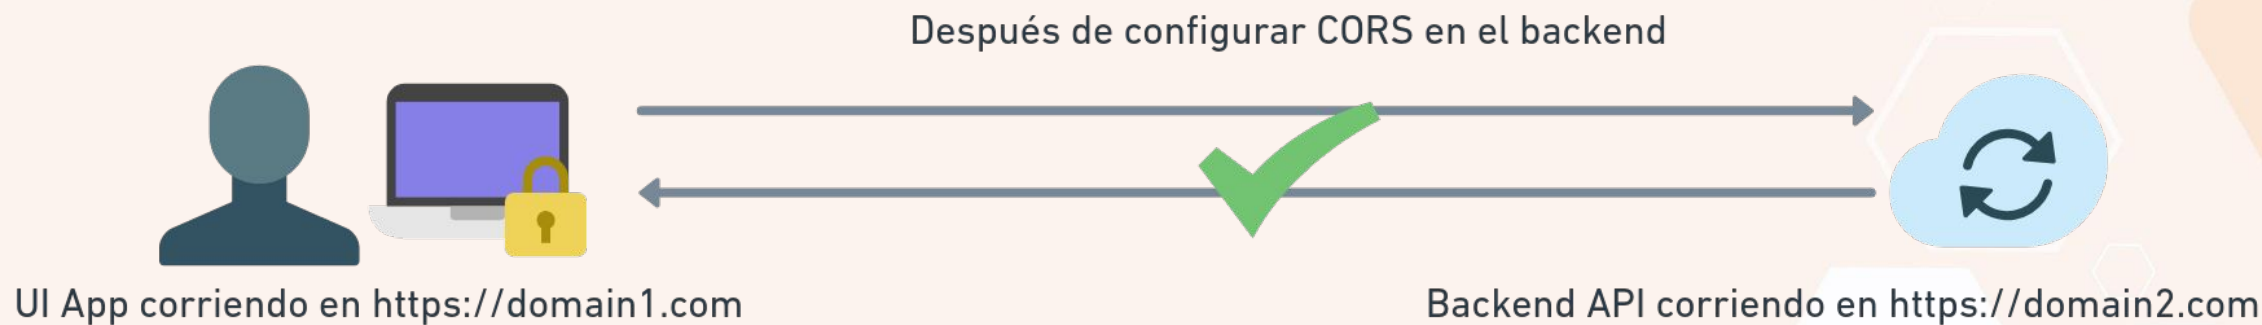 Después de configurar CORS en el backend
UI App corriendo en https://domain1.com
Backend API corriendo en https://domain2.com